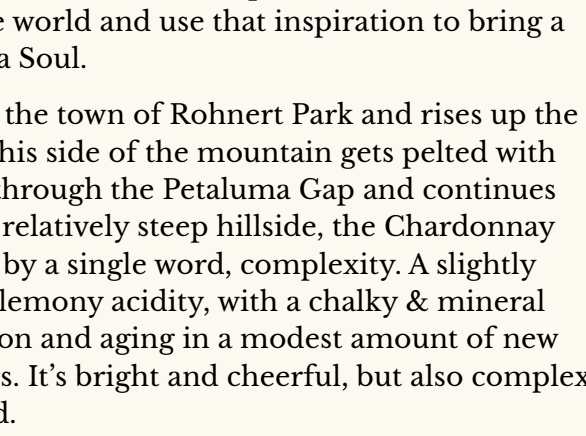 e world and use that inspiration to bring a
a Soul.
the town of Rohnert Park and rises up the
his side of the mountain gets pelted with
through the Petaluma Gap and continues
relatively steep hillside, the Chardonnay
by a single word, complexity. A slightly
lemony acidity, with a chalky & mineral
on and aging in a modest amount of new
s. It’s bright and cheerful, but also complex
d.